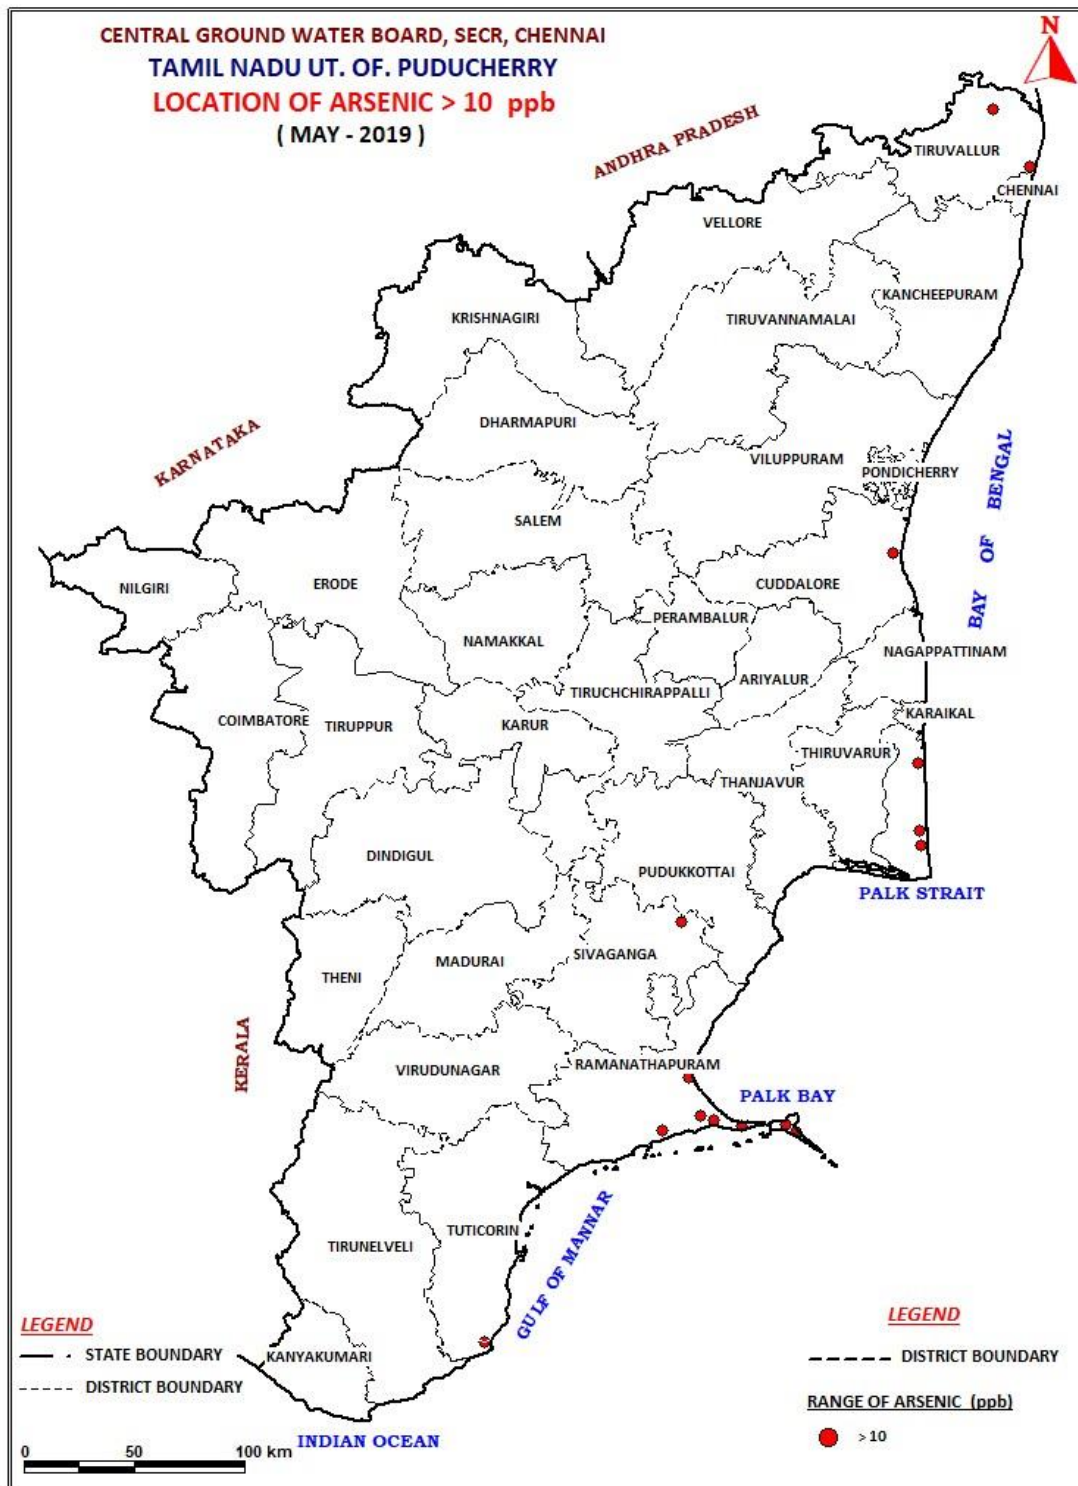 CENTRAL GROUND WATER BOARD, SECR, CHENNAI
TAMIL NADU UT. OF. PUDUCHERRY
LOCATION OF ARSENIC > 10 ppb
( MAY - 2019 )
N
ANDHRA PRADESH
TIRUVALLUR
CHENNAI
VELLORE
KANCHEEPURAM
KRISHNAGIRI
TIRUVANNAMALAI
DHARMAPURI
KARNATAKA
VILUPPURAM
PONDICHERRY
BAY OF BENGAL
SALEM
NILGIRI
ERODE
CUDDALORE
PERAMBALUR
NAMAKKAL
NAGAPPATTINAM
ARIYALUR
TIRUCHCHIRAPPALLI
COIMBATORE
TIRUPPUR
KARUR
KARAIKAL
THIRUVARUR
THANJAVUR
DINDIGUL
PUDUKKOTTAI
PALK STRAIT
SIVAGANGA
MADURAI
THENI
KERALA
VIRUDUNAGAR
RAMANATHAPURAM
PALK BAY
TUTICORIN
TIRUNELVELI
GULF OF MANNAR
KANYAKUMARI
INDIAN OCEAN
LEGEND
STATE BOUNDARY
DISTRICT BOUNDARY
0 50 100 km
LEGEND
DISTRICT BOUNDARY
RANGE OF ARSENIC (ppb)
> 10